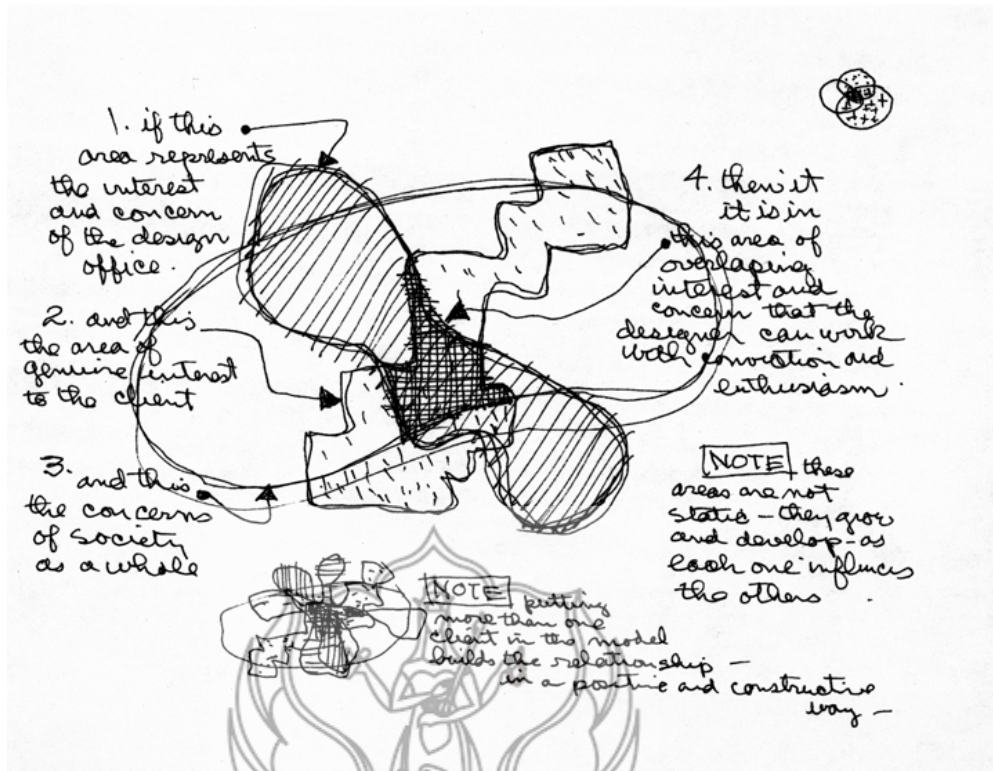 1. if this
area represents
the interest
and concern
of the design
office.
2. and this
the area of
genuine interest
to the client
3. and this
the concerns
of society
as a whole
4. then it
it is in
this area of
overlaping
interest and
concern that the
designer can work
with conviction and
enthusiasm.
NOTE these
areas are not
static - they grow
and develop - as
each one influences
the others.
NOTE putting
more than one
client in the model
builds the relationship -
in a positive and constructive
way -